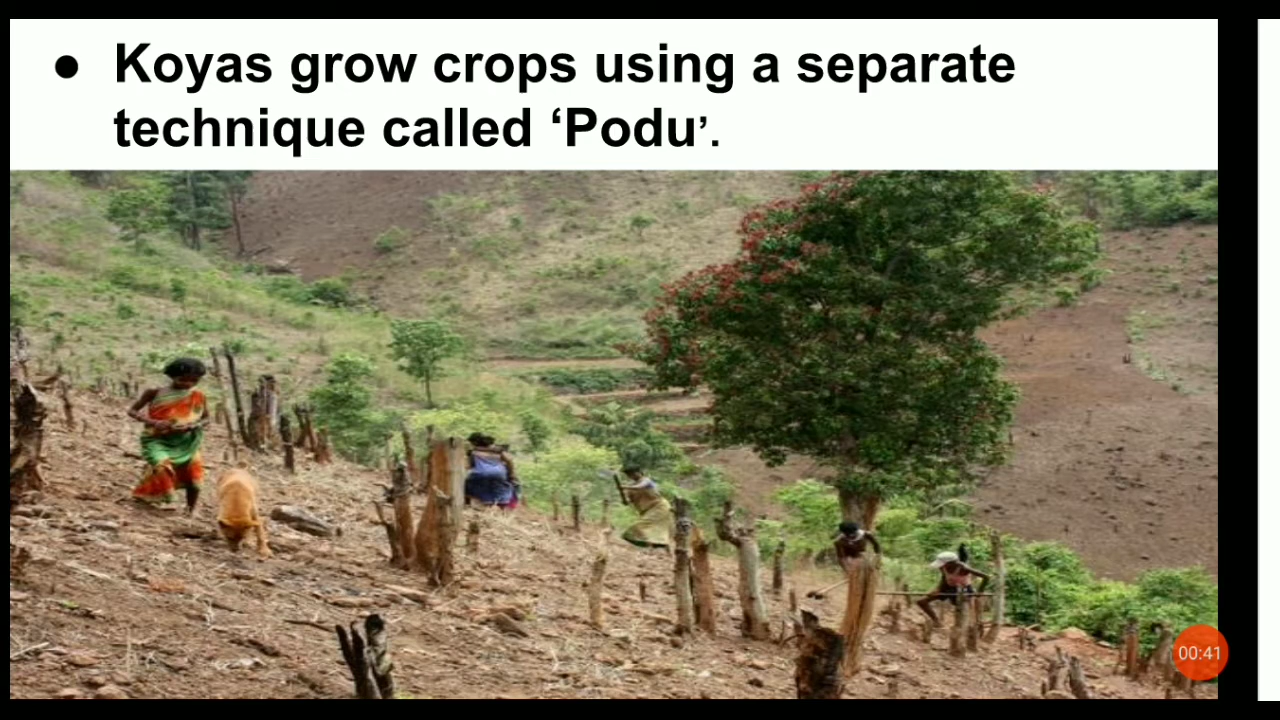 ● Koyas grow crops using a separate
technique called ‘Podu’.
00:41